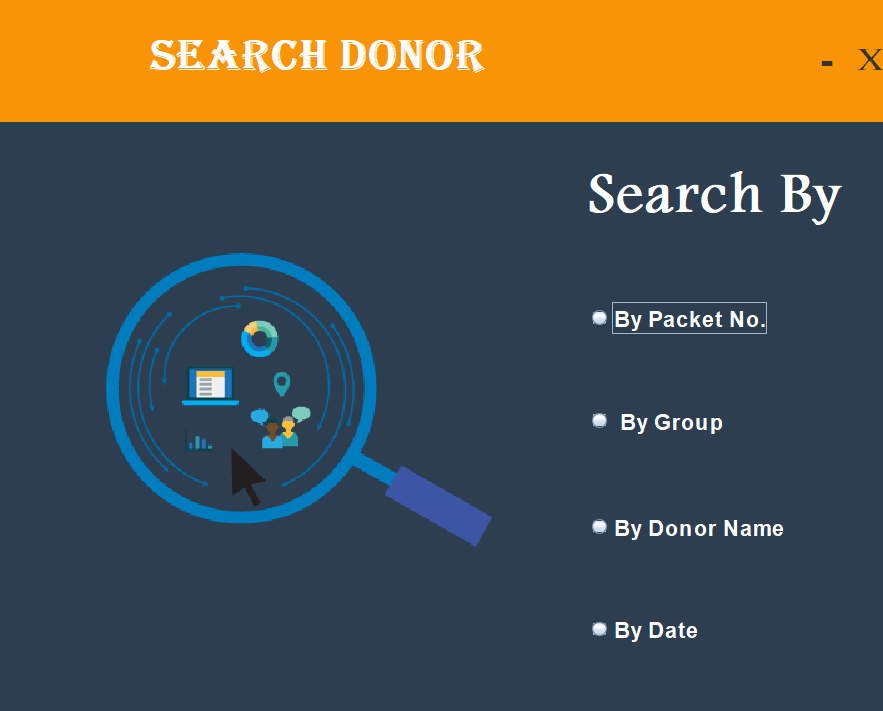 SEARCH DONOR
- X
Search By
By Packet No.
By Group
By Donor Name
By Date